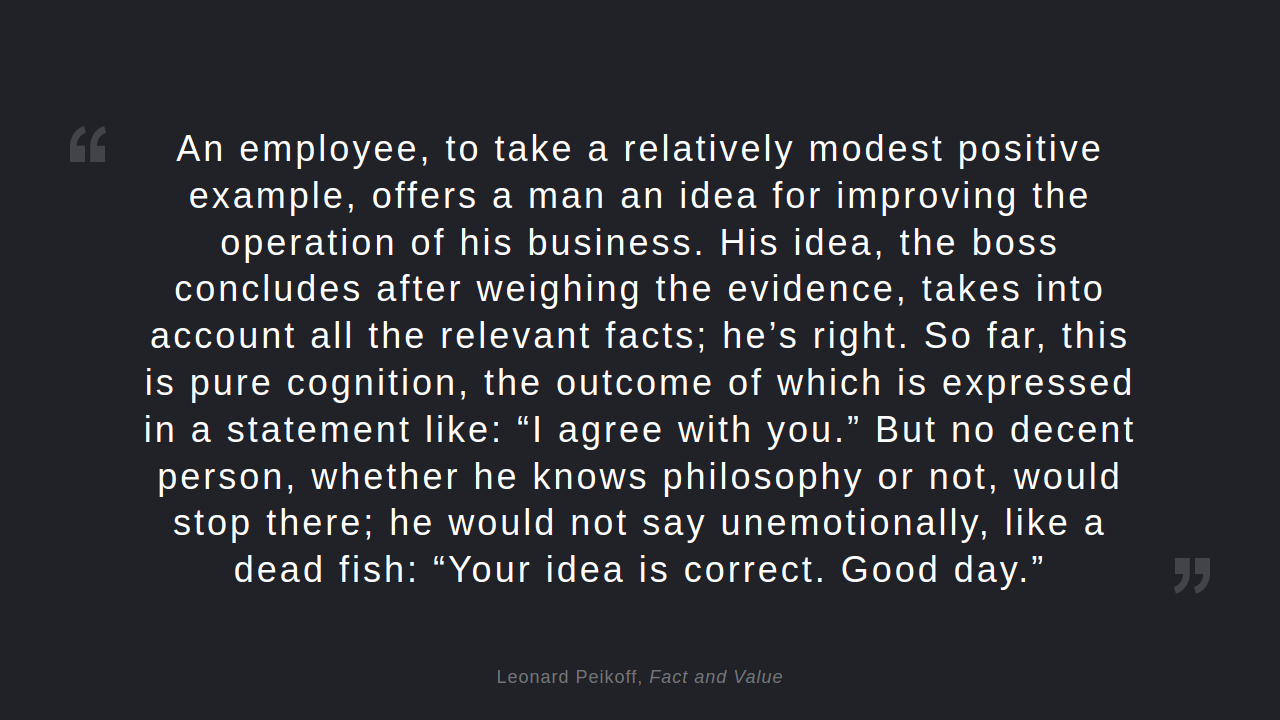 “
An employee, to take a relatively modest positive
example, offers a man an idea for improving the
operation of his business. His idea, the boss
concludes after weighing the evidence, takes into
account all the relevant facts; he’s right. So far, this
is pure cognition, the outcome of which is expressed
in a statement like: “I agree with you.” But no decent
person, whether he knows philosophy or not, would
stop there; he would not say unemotionally, like a
dead fish: “Your idea is correct. Good day.”
”
Leonard Peikoff, Fact and Value